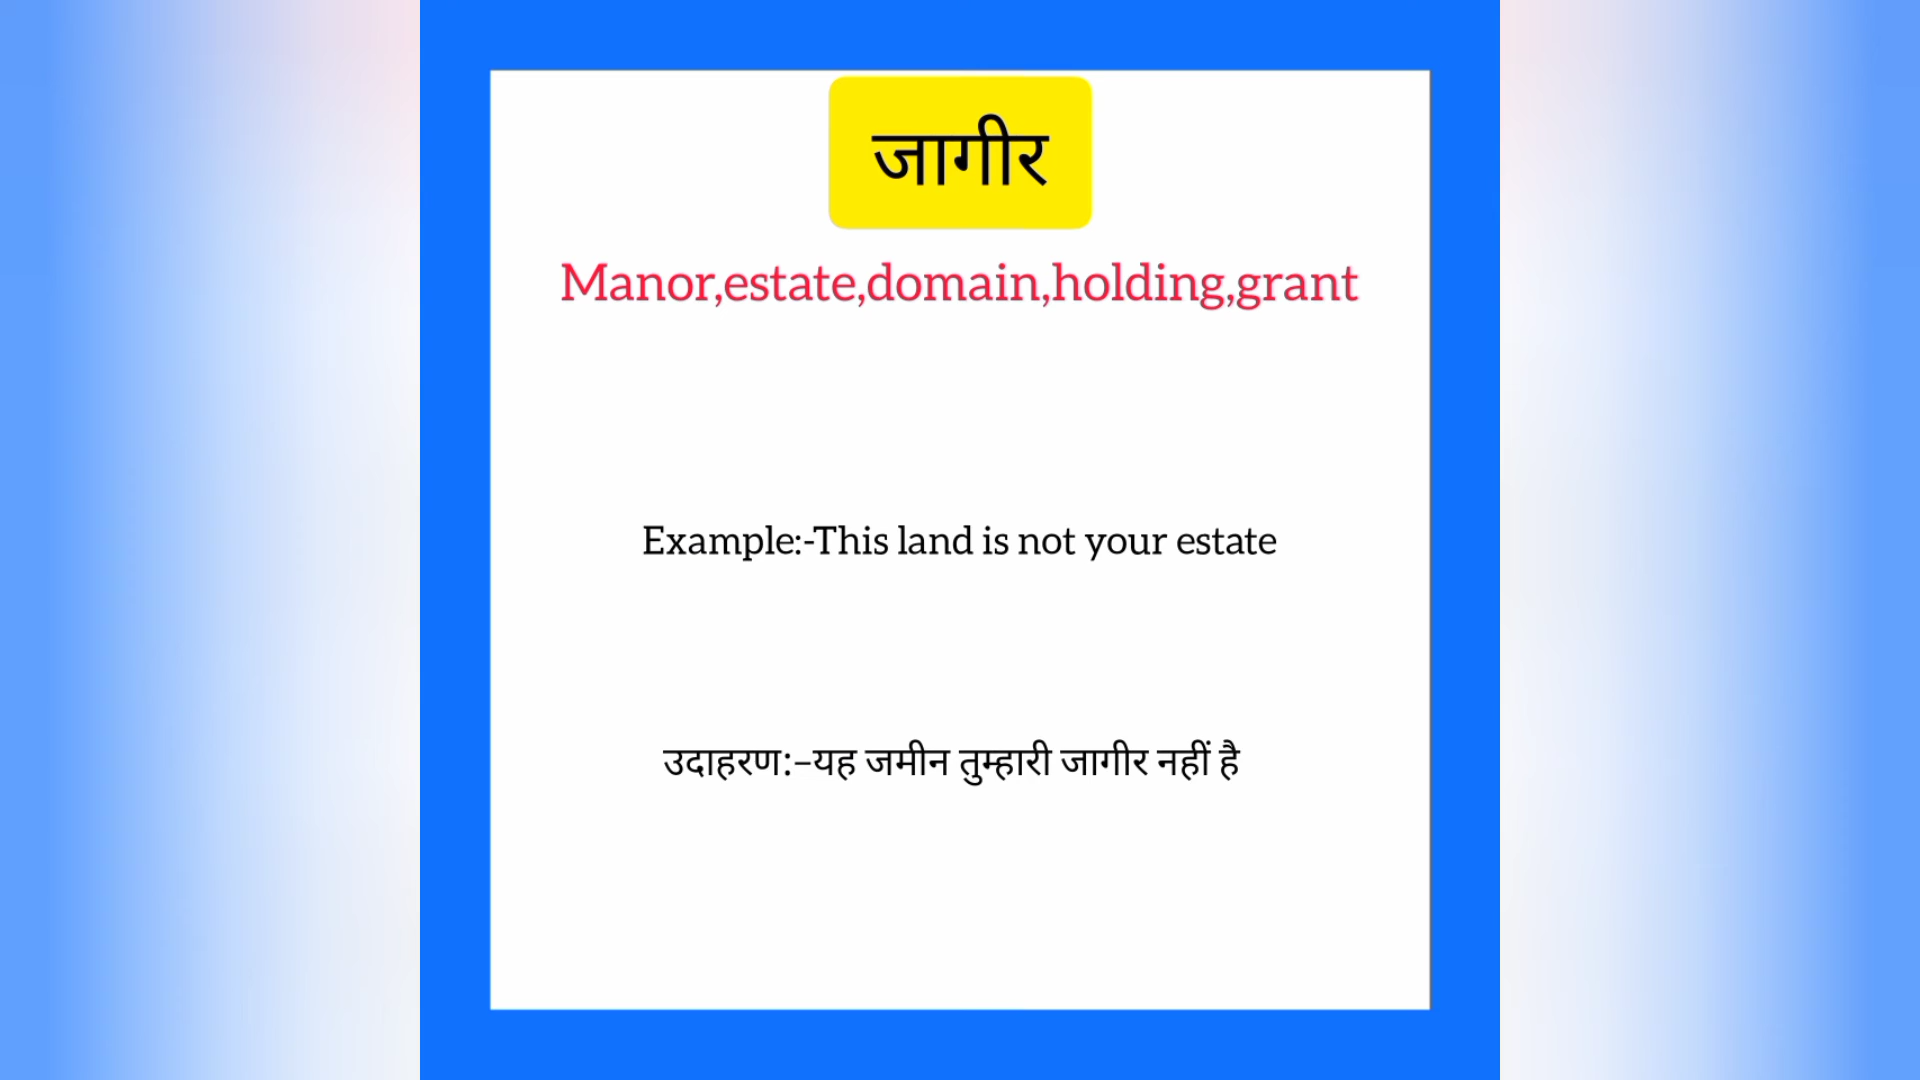 जागीर
Manor,estate,domain,holding,grant
Example:-This land is not your estate
उदाहरण:–यह जमीन तुम्हारी जागीर नहीं है